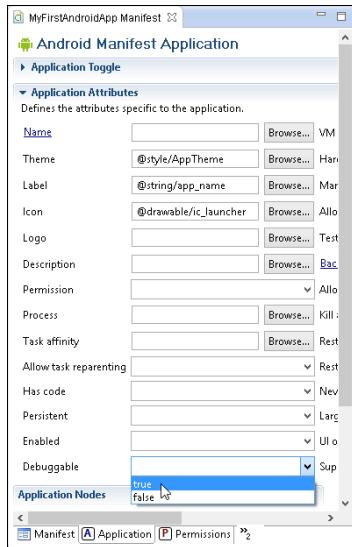 MyFirstAndroidApp Manifest
Android Manifest Application
Application Toggle
Application Attributes
Defines the attributes specific to the application.
Name Browse... VM
Theme @style/AppTheme Browse... Har
Label @string/app_name Browse... Mar
Icon @drawable/ic_launcher Browse... Allo
Logo Browse... Test
Description Browse... Bac
Permission Allo
Process Browse... Kill
Task affinity Browse... Rest
Allow task reparenting Rest
Has code Nev
Persistent Larg
Enabled UI o
Debuggable Sup
true
Application Nodes false
Manifest A Application P Permissions »2